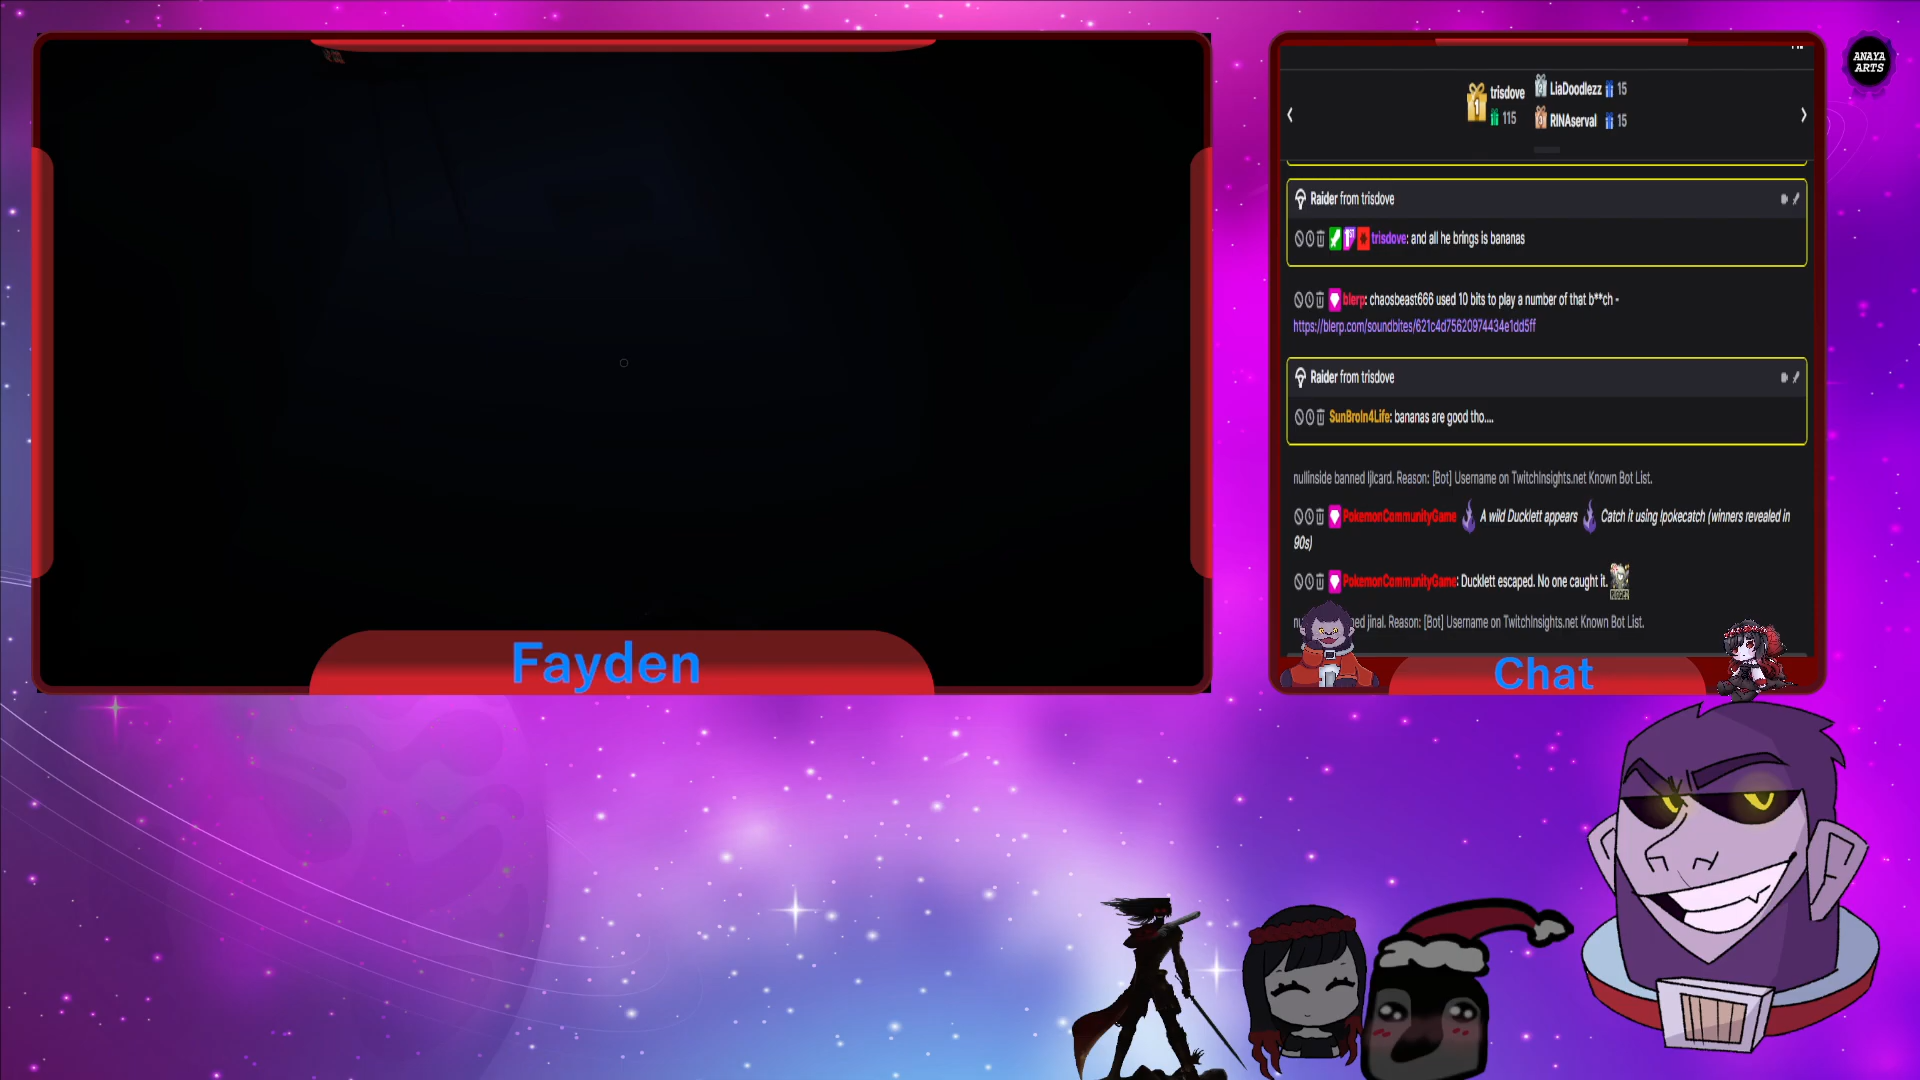 ANAYA
ARTS
trisdove
115
LiaDoodlezz 15
RINAserval 15
Raider from trisdove
trisdove: and all he brings is bananas
blerp: chaosbeast666 used 10 bits to play a number of that b**ch -
https://blerp.com/soundbites/621c4d75620974434e1dd5ff
Raider from trisdove
SunBroIn4Life: bananas are good tho....
nullinside banned ljlcard. Reason: [Bot] Username on TwitchInsights.net Known Bot List.
PokemonCommunityGame A wild Ducklett appears Catch it using !pokecatch (winners revealed in
90s)
PokemonCommunityGame: Ducklett escaped. No one caught it.
jinal. Reason: [Bot] Username on TwitchInsights.net Known Bot List.
Fayden
Chat